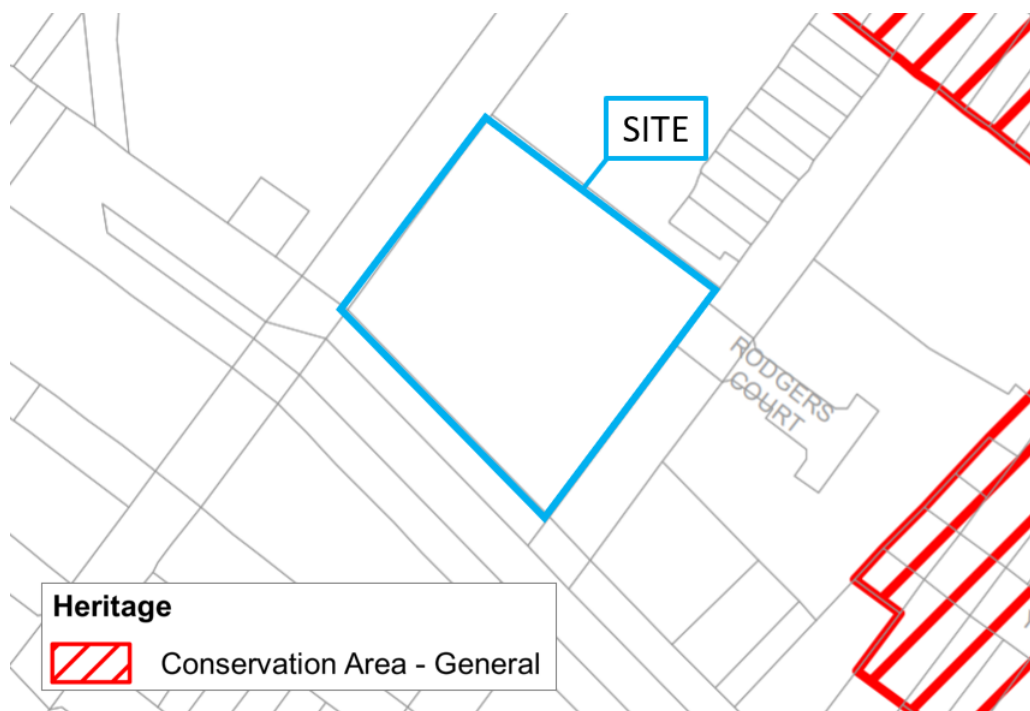 SITE
RODGERS
COURT
Heritage
Conservation Area - General